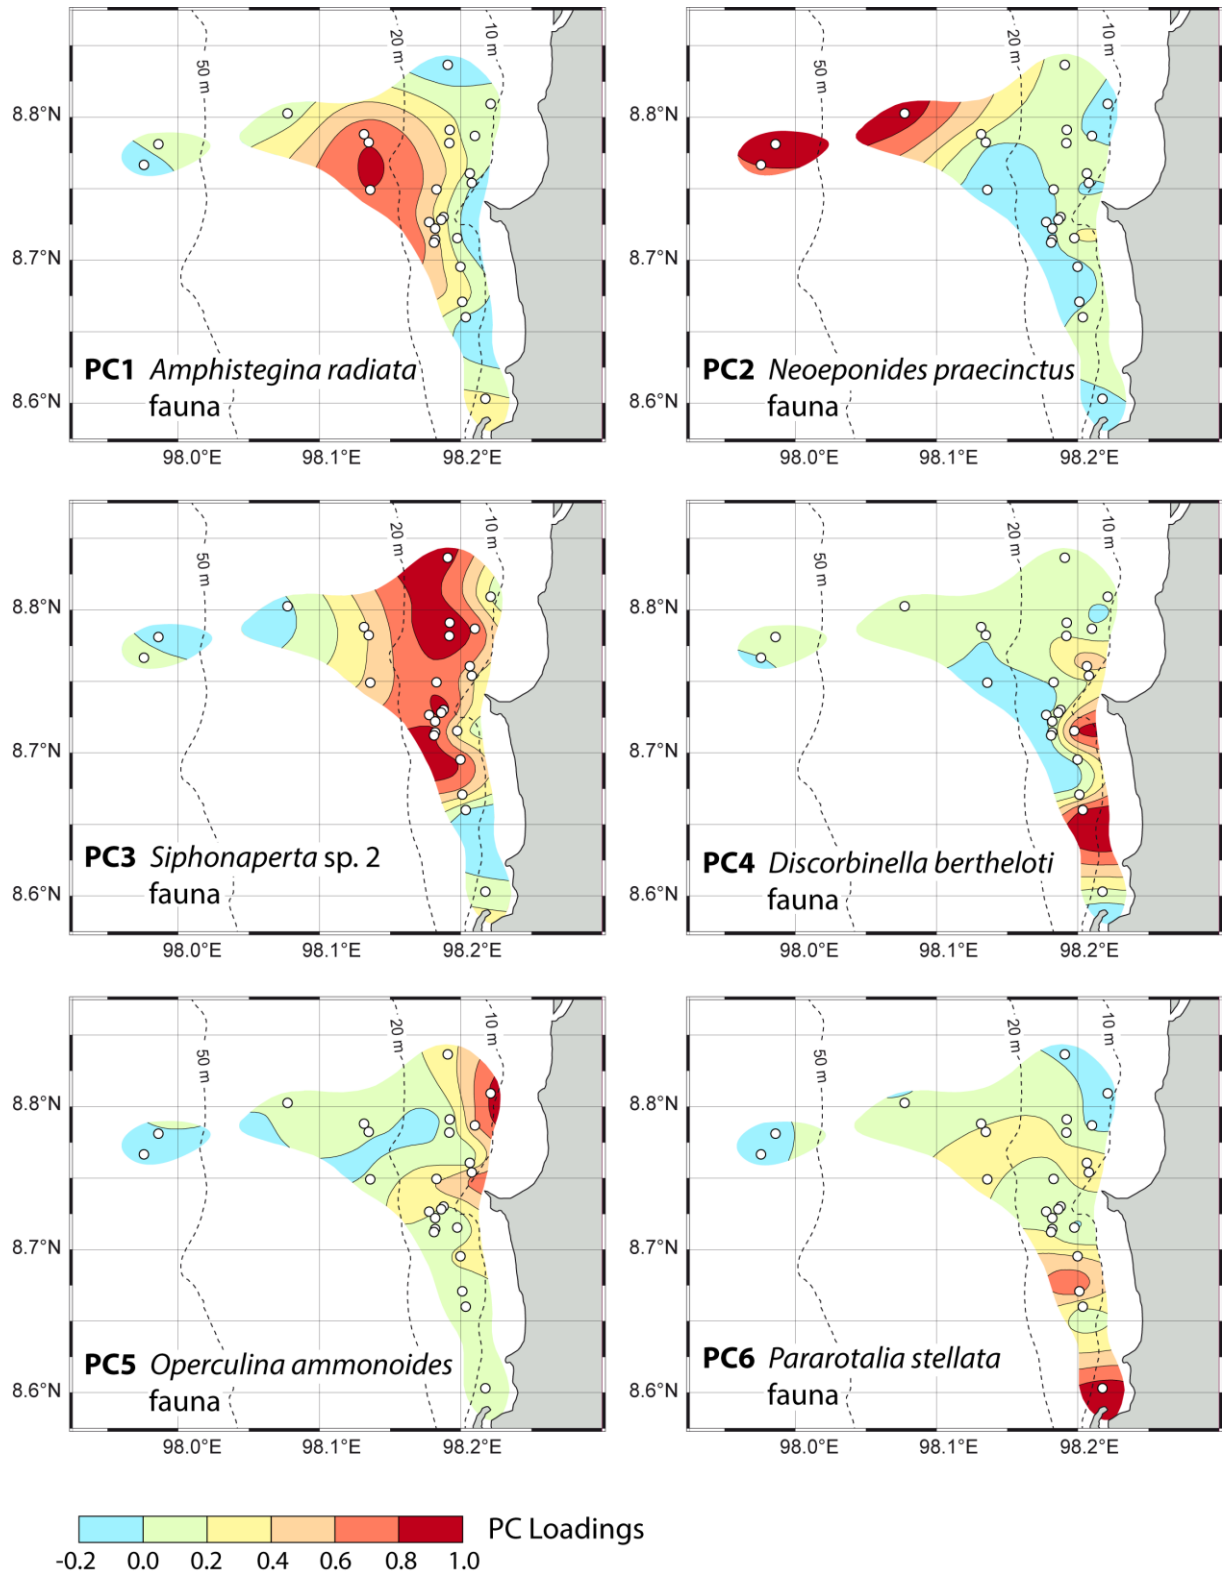 50 m
20 m
10 m
8.8°N
8.7°N
8.6°N
PC1 Amphistegina radiata
fauna
98.0°E 98.1°E 98.2°E
50 m
20 m
10 m
8.8°N
8.7°N
8.6°N
PC2 Neoeponides praecinctus
fauna
98.0°E 98.1°E 98.2°E
50 m
20 m
10 m
8.8°N
8.7°N
8.6°N
PC3 Siphonaperta sp. 2
fauna
98.0°E 98.1°E 98.2°E
50 m
20 m
10 m
8.8°N
8.7°N
8.6°N
PC4 Discorbinella bertheloti
fauna
98.0°E 98.1°E 98.2°E
50 m
20 m
10 m
8.8°N
8.7°N
8.6°N
PC5 Operculina ammonoides
fauna
98.0°E 98.1°E 98.2°E
50 m
20 m
10 m
8.8°N
8.7°N
8.6°N
PC6 Pararotalia stellata
fauna
98.0°E 98.1°E 98.2°E
PC Loadings
-0.2 0.0 0.2 0.4 0.6 0.8 1.0